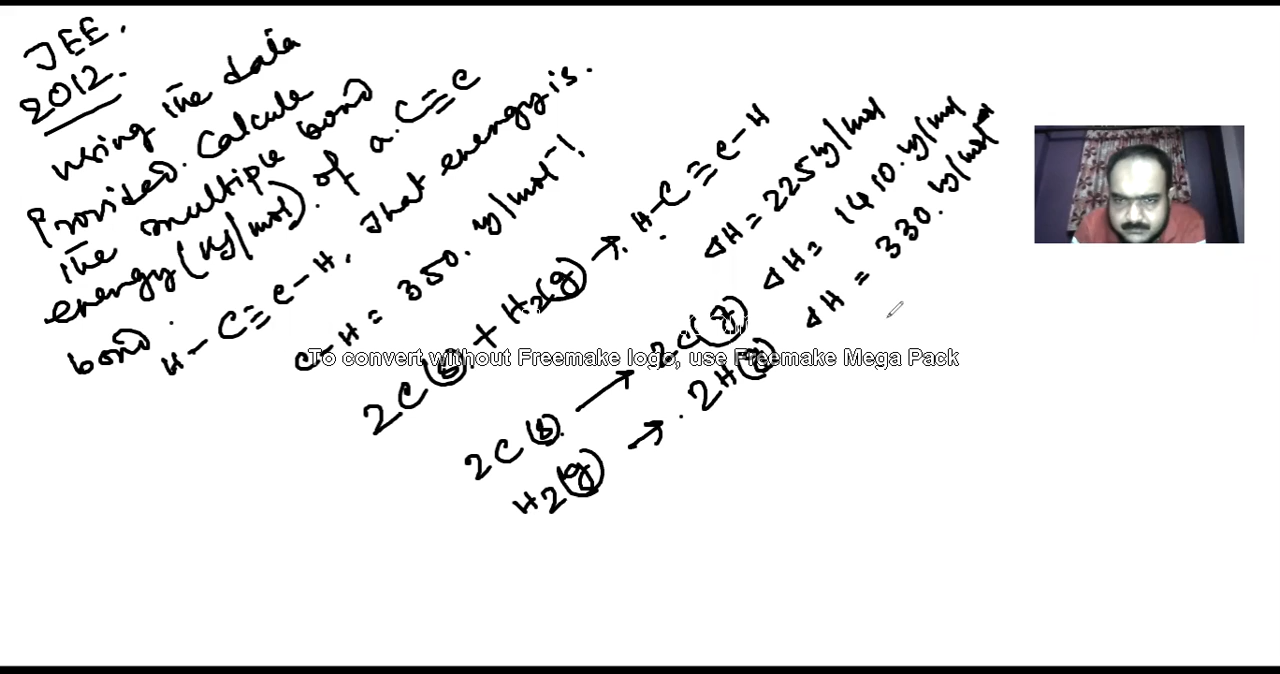 JEE.
2012.
using the data
Provided. Calcule
the multiple bond
energy (kJ/mol). of a. C≡C
bond. H-C≡C-H, That energy is.
C-H = 350. kJ/mol⁻¹,
2C(s) + H₂(g) → H-C≡C-H
ΔH = 225 kJ/mol
2C(s). → 2C(g) ΔH = 1410. kJ/mol
H₂(g) → 2H(g) ΔH = 330. kJ/mol
To convert without Freemake logo, use Freemake Mega Pack